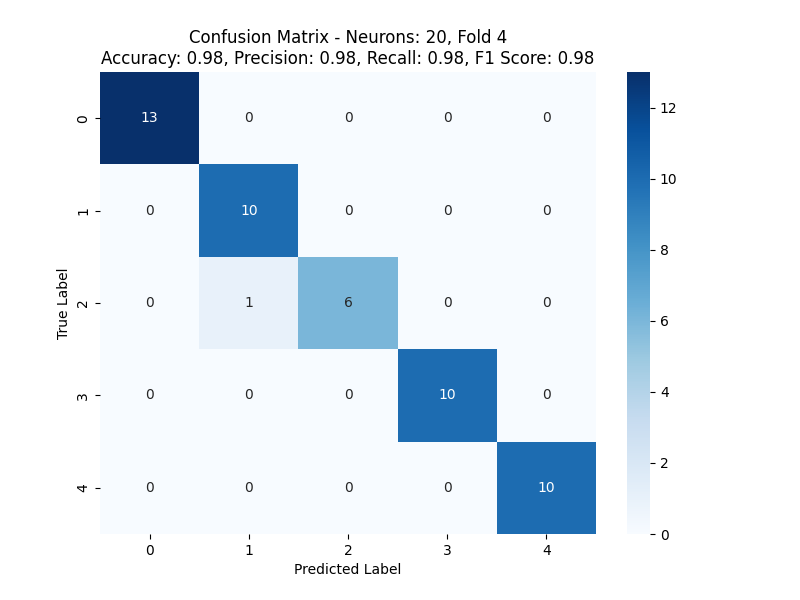 Confusion Matrix - Neurons: 20, Fold 4
Accuracy: 0.98, Precision: 0.98, Recall: 0.98, F1 Score: 0.98
True Label
0 13 0 0 0 0
1 0 10 0 0 0
2 0 1 6 0 0
3 0 0 0 10 0
4 0 0 0 0 10
0 1 2 3 4
Predicted Label
12
10
8
6
4
2
0